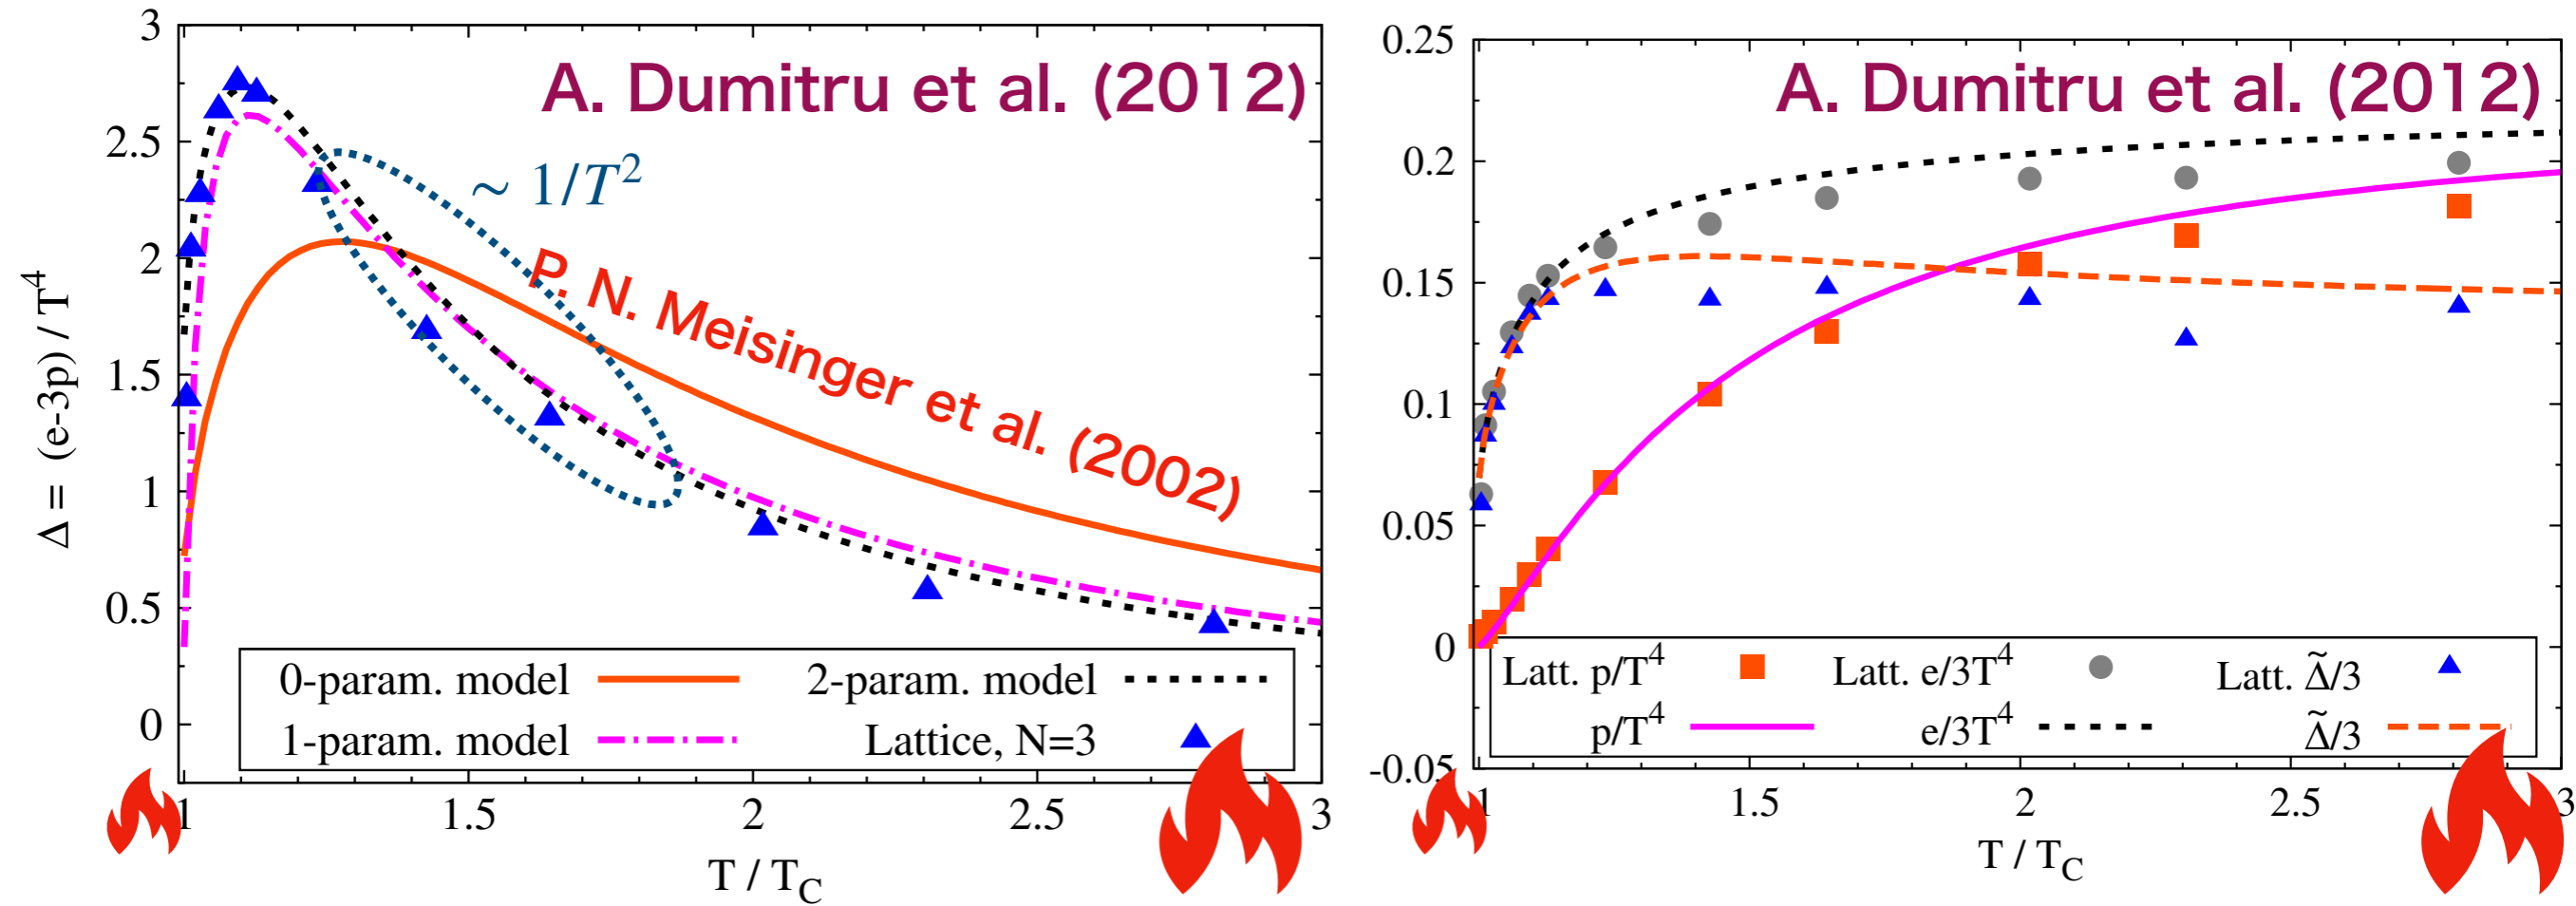 A. Dumitru et al. (2012)
~ 1/T²
P. N. Meisinger et al. (2002)
Δ = (e-3p) / T⁴
3
2.5
2
1.5
1
0.5
0
0-param. model
2-param. model
1-param. model
Lattice, N=3
1
1.5
2
2.5
3
T / T_C
A. Dumitru et al. (2012)
0.25
0.2
0.15
0.1
0.05
0
-0.05
Latt. p/T⁴
Latt. e/3T⁴
Latt. Δ̃/3
p/T⁴
e/3T⁴
Δ̃/3
1
1.5
2
2.5
3
T / T_C